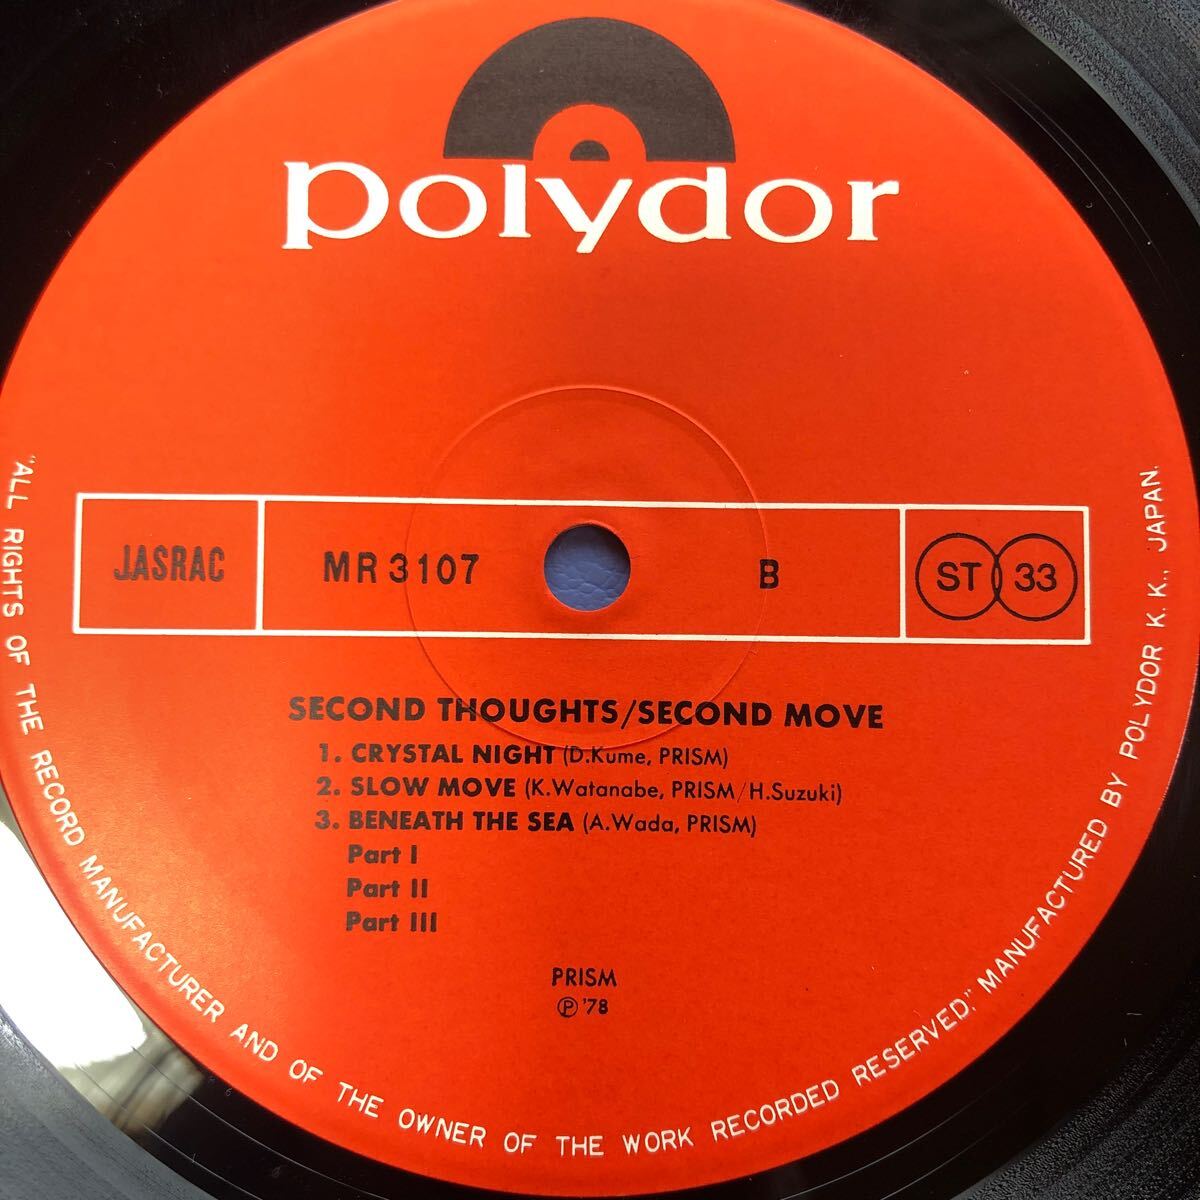 polydor
JASRAC MR 3107 B ST 33
SECOND THOUGHTS/SECOND MOVE
1. CRYSTAL NIGHT (D.Kume, PRISM)
2. SLOW MOVE (K.Watanabe, PRISM/H.Suzuki)
3. BENEATH THE SEA (A.Wada, PRISM)
Part I
Part II
Part III
PRISM
Ⓟ '78
"ALL RIGHTS OF THE RECORD MANUFACTURER AND OF THE OWNER OF THE WORK RECORDED RESERVED." MANUFACTURED BY POLYDOR K. K., JAPAN.